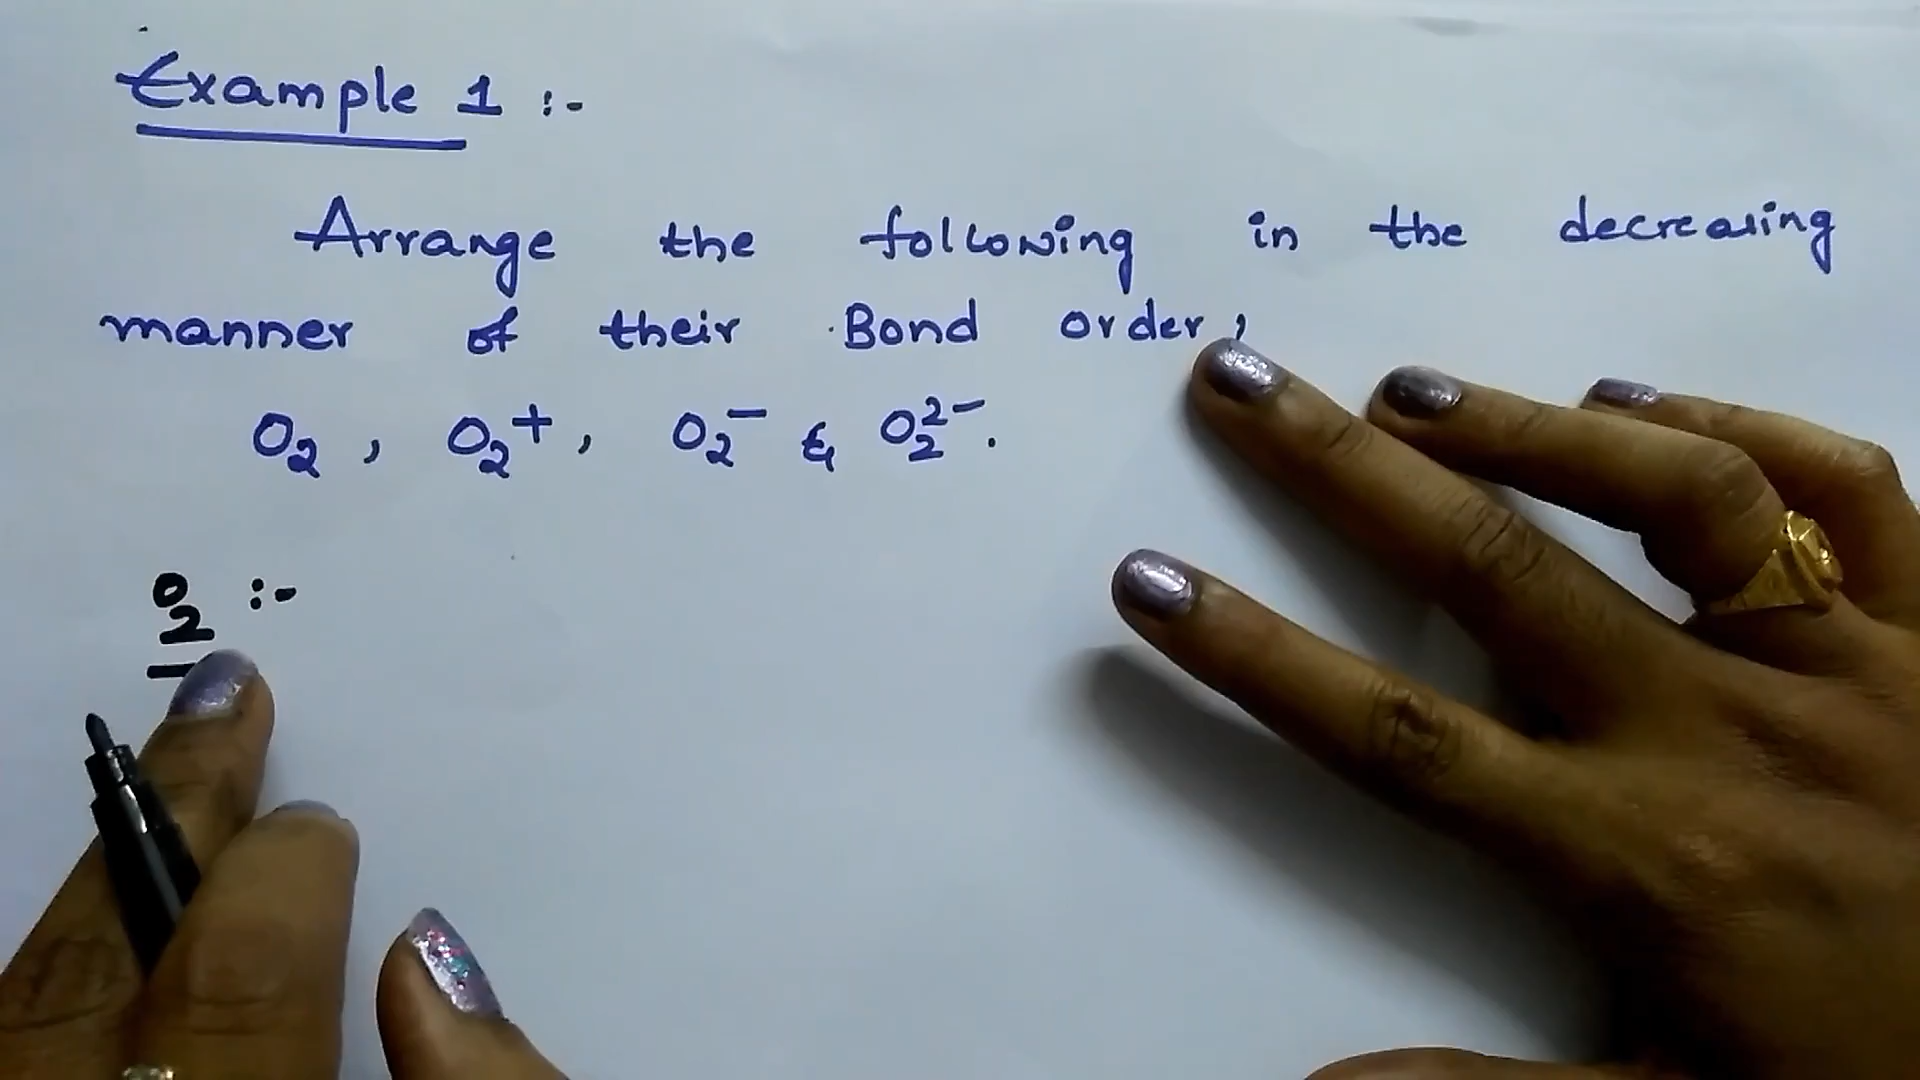 Example 1 :-
Arrange the following in the decreasing
manner of their Bond order,
O₂ , O₂⁺ , O₂⁻ & O₂²⁻ .
O₂ :-